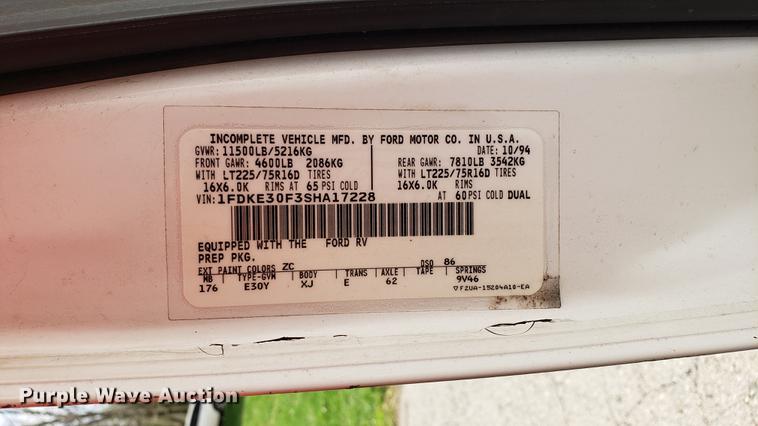 INCOMPLETE VEHICLE MFD. BY FORD MOTOR CO. IN U.S.A.
GVWR: 11500LB/5216KG DATE: 10/94
FRONT GAWR: 4600LB 2086KG REAR GAWR: 7810LB 3542KG
WITH LT225/75R16D TIRES WITH LT225/75R16D TIRES
16X6.0K RIMS AT 65 PSI COLD 16X6.0K RIMS
VIN: 1FDKE30F3SHA17228 AT 60 PSI COLD DUAL
EQUIPPED WITH THE FORD RV
PREP PKG.
EXT PAINT COLORS ZC DSO 86
WB TYPE-GVM BODY TRANS AXLE TAPE SPRINGS
176 E30Y XJ E 62 9V46
F2UA-15204A10-EA
Purple Wave Auction